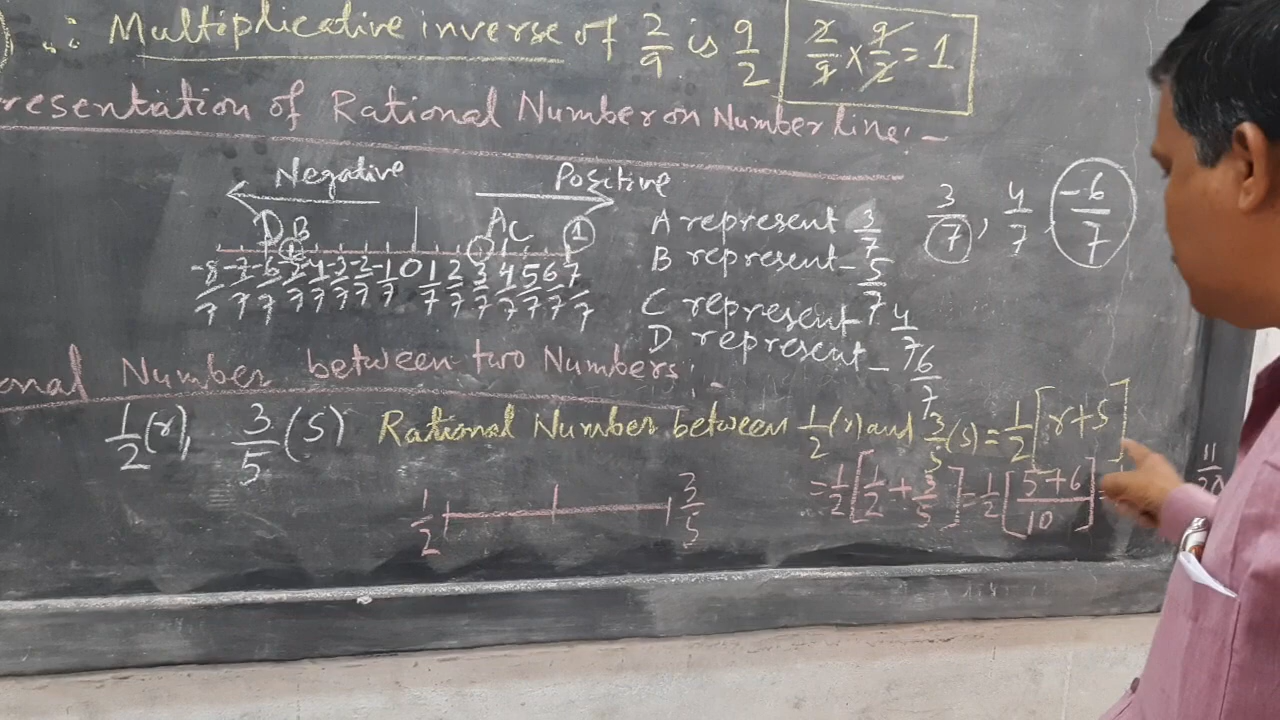 ∴ Multiplicative inverse of 2/9 is 9/2 2/9 × 9/2 = 1
resentation of Rational Number on Number line:-
Negative Positive
D B A C 1
-8/7 -7/7 -6/7 -5/7 -4/7 -3/7 -2/7 -1/7 0 1/7 2/7 3/7 4/7 5/7 6/7 7/7
A represent 3/7
B represent -5/7
C represent 4/7
D represent -6/7
3/7, 4/7 -6/7
onal Number between two Numbers:-
1/2(r), 3/5(s) Rational Number between 1/2(r) and 3/5(s) = 1/2[r+s]
= 1/2[1/2 + 3/5] = 1/2[5+6/10] = 11/20
1/2 3/5